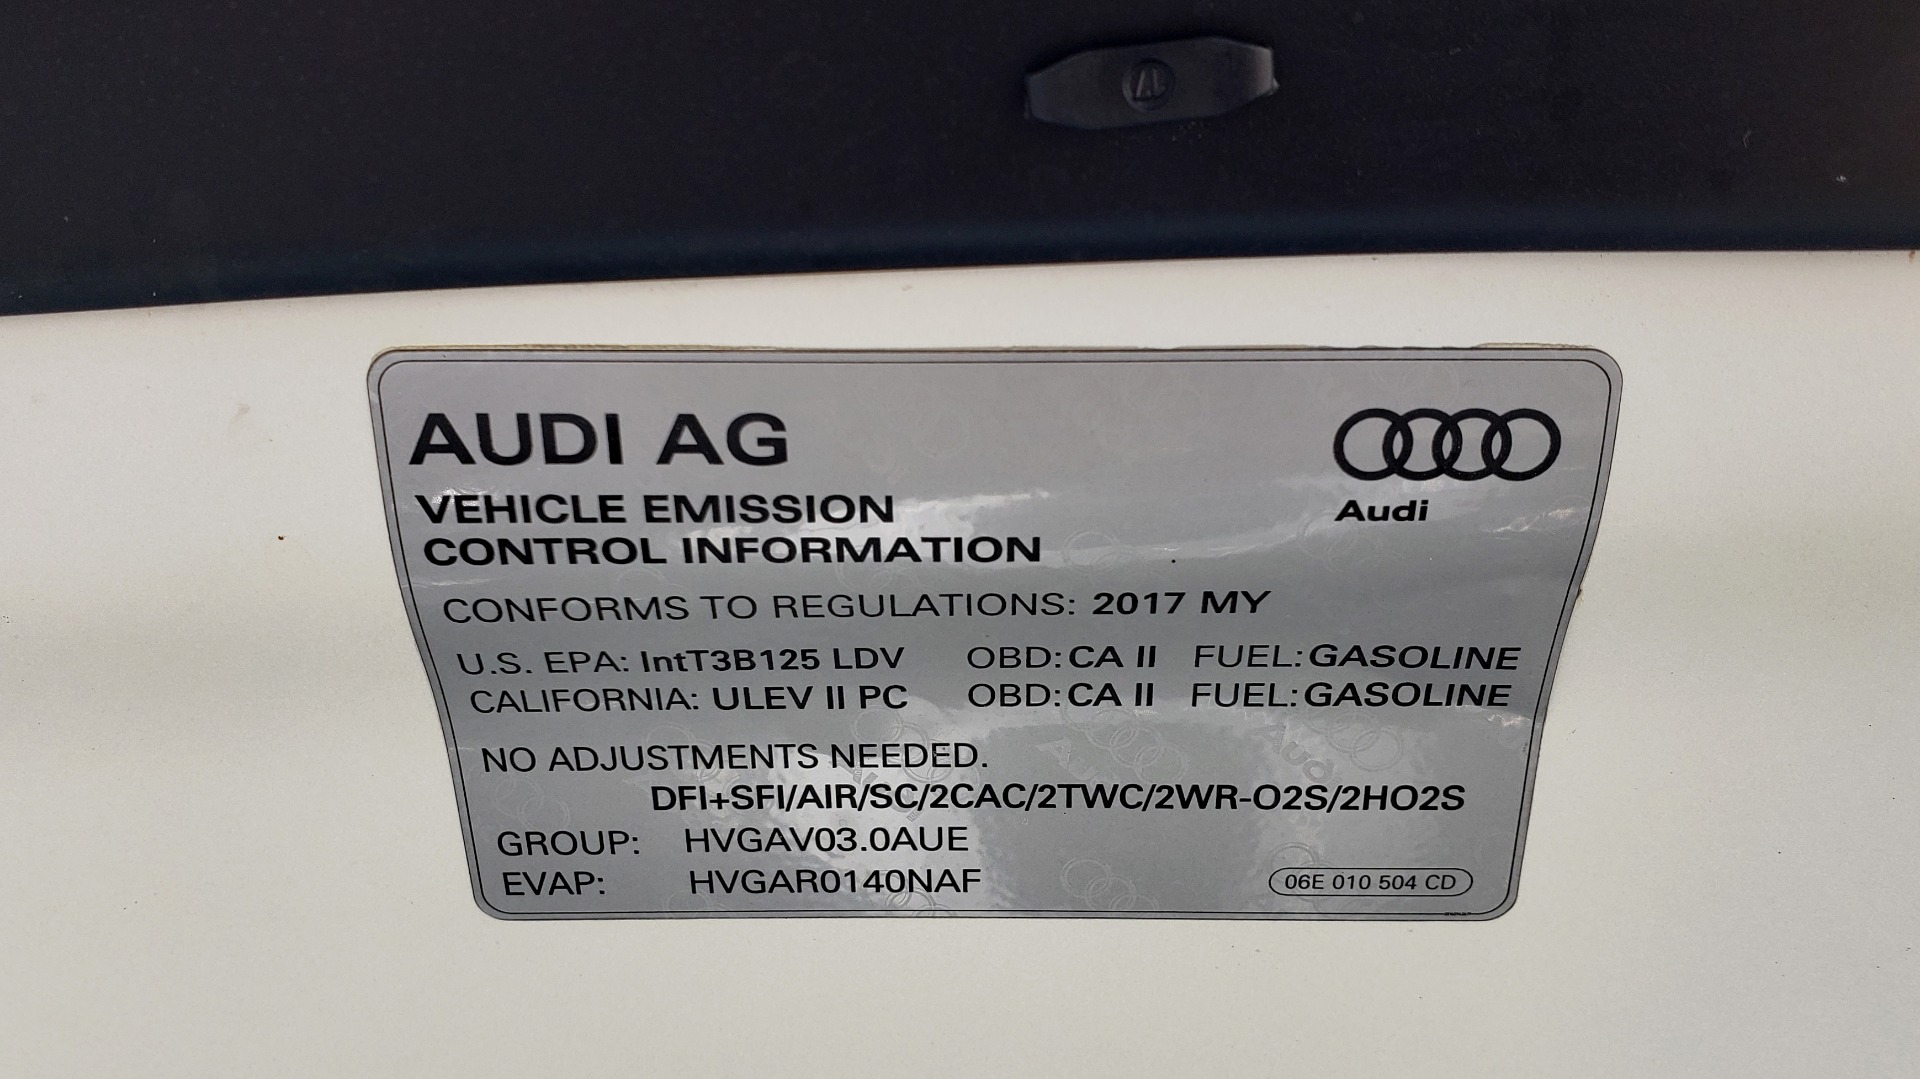 AUDI AG
Audi
VEHICLE EMISSION
CONTROL INFORMATION
CONFORMS TO REGULATIONS: 2017 MY
U.S. EPA: IntT3B125 LDV OBD: CA II FUEL: GASOLINE
CALIFORNIA: ULEV II PC OBD: CA II FUEL: GASOLINE
NO ADJUSTMENTS NEEDED.
DFI+SFI/AIR/SC/2CAC/2TWC/2WR-O2S/2HO2S
GROUP: HVGAV03.0AUE
EVAP: HVGAR0140NAF
06E 010 504 CD